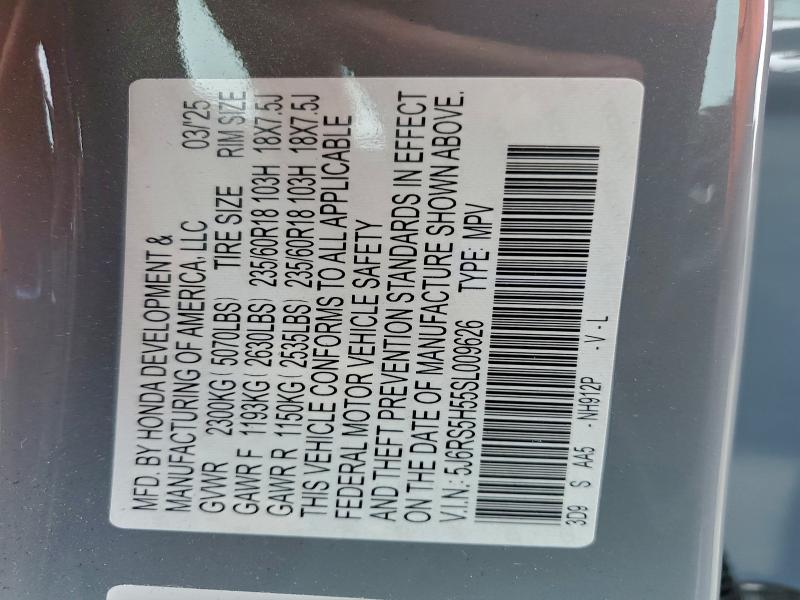 MFD. BY HONDA DEVELOPMENT &
MANUFACTURING OF AMERICA, LLC 03/'25
GVWR 2300KG ( 5070LBS) TIRE SIZE RIM SIZE
GAWR F 1193KG ( 2630LBS) 235/60R18 103H 18X7.5J
GAWR R 1150KG ( 2535LBS) 235/60R18 103H 18X7.5J
THIS VEHICLE CONFORMS TO ALL APPLICABLE
FEDERAL MOTOR VEHICLE SAFETY
AND THEFT PREVENTION STANDARDS IN EFFECT
ON THE DATE OF MANUFACTURE SHOWN ABOVE.
V.I.N.: 5J6RS5H55SL009626 TYPE: MPV
3D9 S AA5 - NH912P - V - L